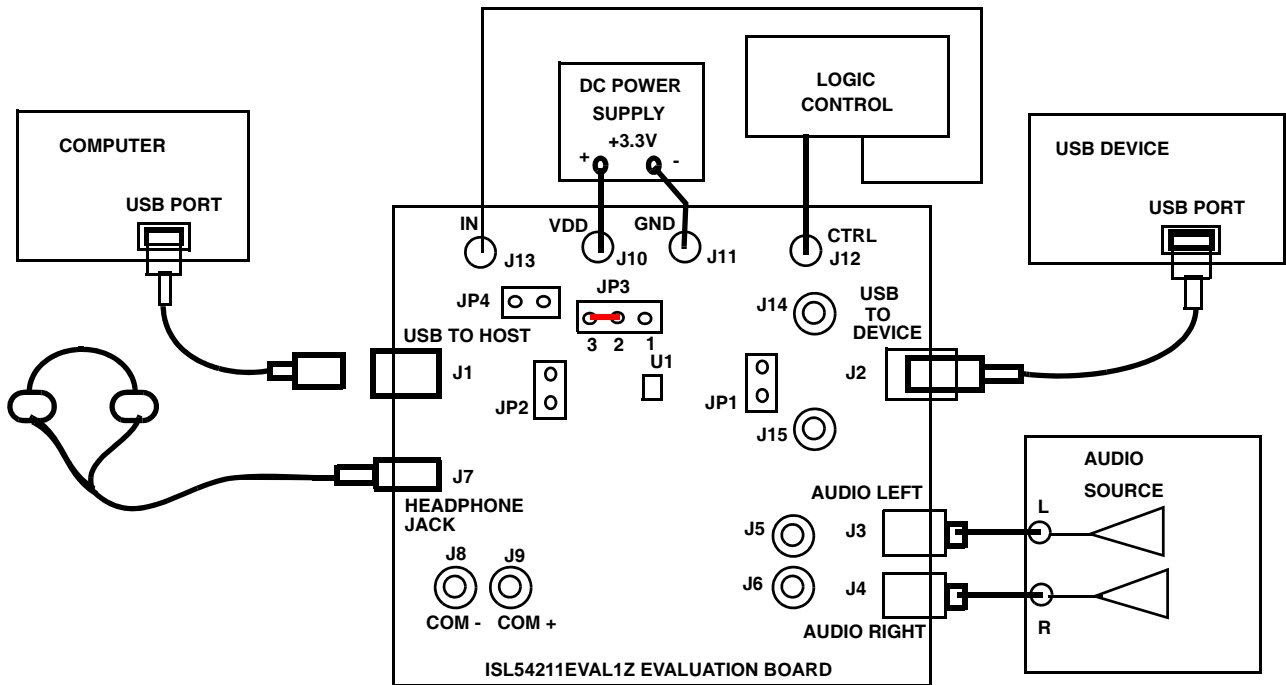 DC POWER
SUPPLY
+3.3V
+ -
LOGIC
CONTROL
COMPUTER
USB PORT
USB DEVICE
USB PORT
IN
J13
VDD
J10
GND
J11
CTRL
J12
JP4
JP3
3 2 1
J14
USB
TO
DEVICE
USB TO HOST
J1
JP2
U1
JP1
J2
J15
J7
HEADPHONE
JACK
J8
J9
COM -
COM +
AUDIO LEFT
J5
J3
J6
J4
AUDIO RIGHT
AUDIO
SOURCE
L
R
ISL54211EVAL1Z EVALUATION BOARD